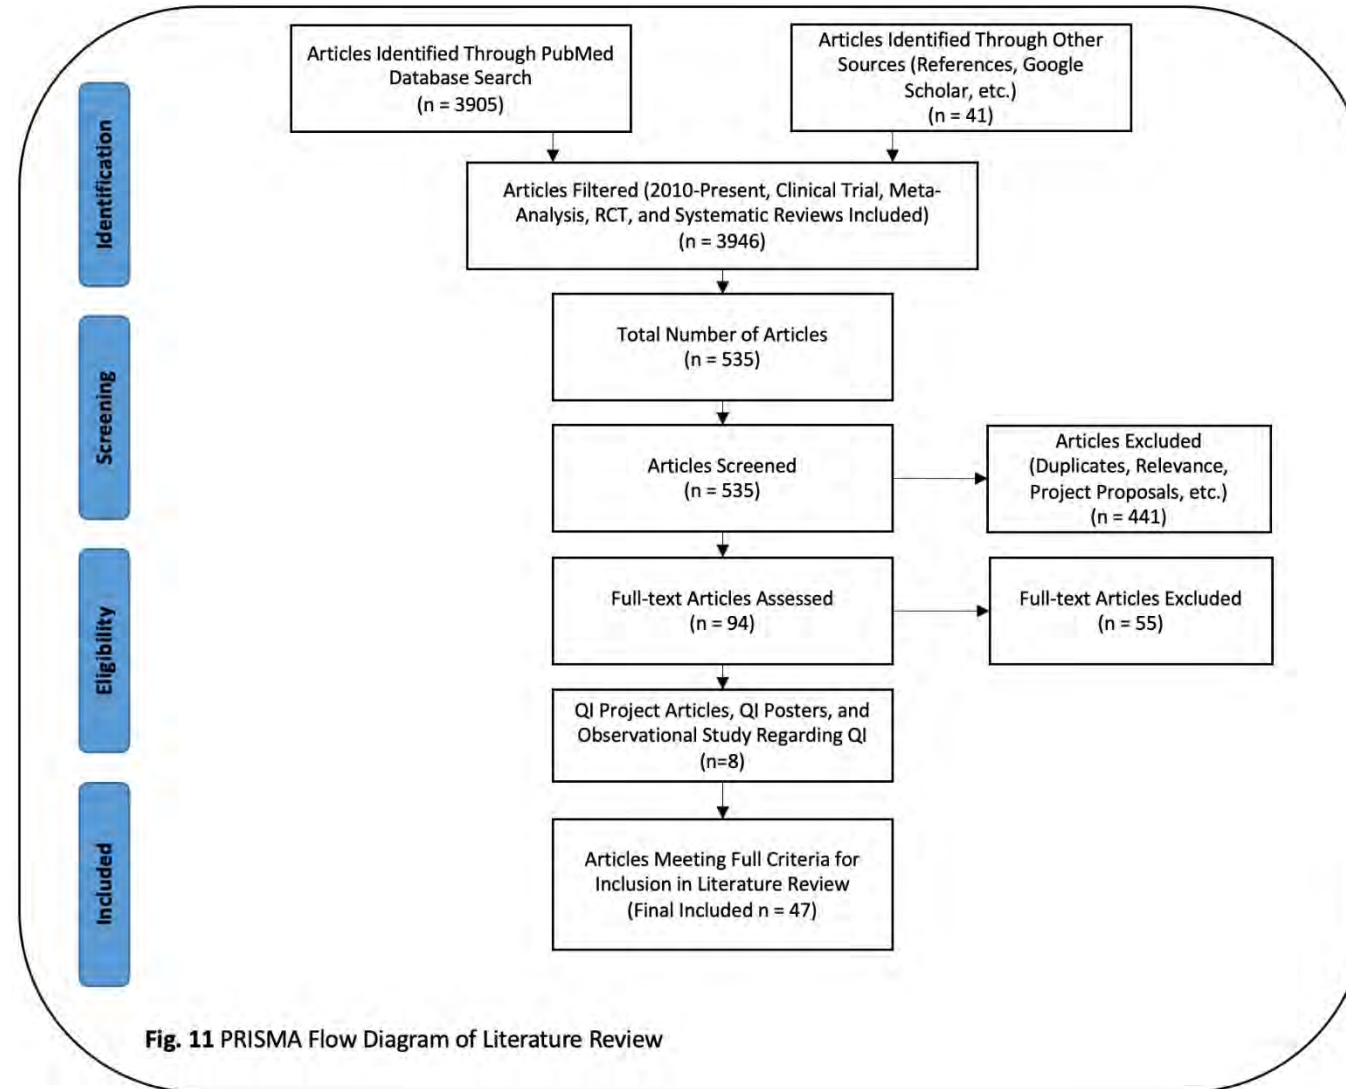 Articles Identified Through PubMed
Database Search
(n = 3905)
Articles Identified Through Other
Sources (References, Google
Scholar, etc.)
(n = 41)
Identification
Articles Filtered (2010-Present, Clinical Trial, Meta-
Analysis, RCT, and Systematic Reviews Included)
(n = 3946)
Total Number of Articles
(n = 535)
Screening
Articles Screened
(n = 535)
Articles Excluded
(Duplicates, Relevance,
Project Proposals, etc.)
(n = 441)
Eligibility
Full-text Articles Assessed
(n = 94)
Full-text Articles Excluded
(n = 55)
QI Project Articles, QI Posters, and
Observational Study Regarding QI
(n=8)
Included
Articles Meeting Full Criteria for
Inclusion in Literature Review
(Final Included n = 47)
Fig. 11 PRISMA Flow Diagram of Literature Review